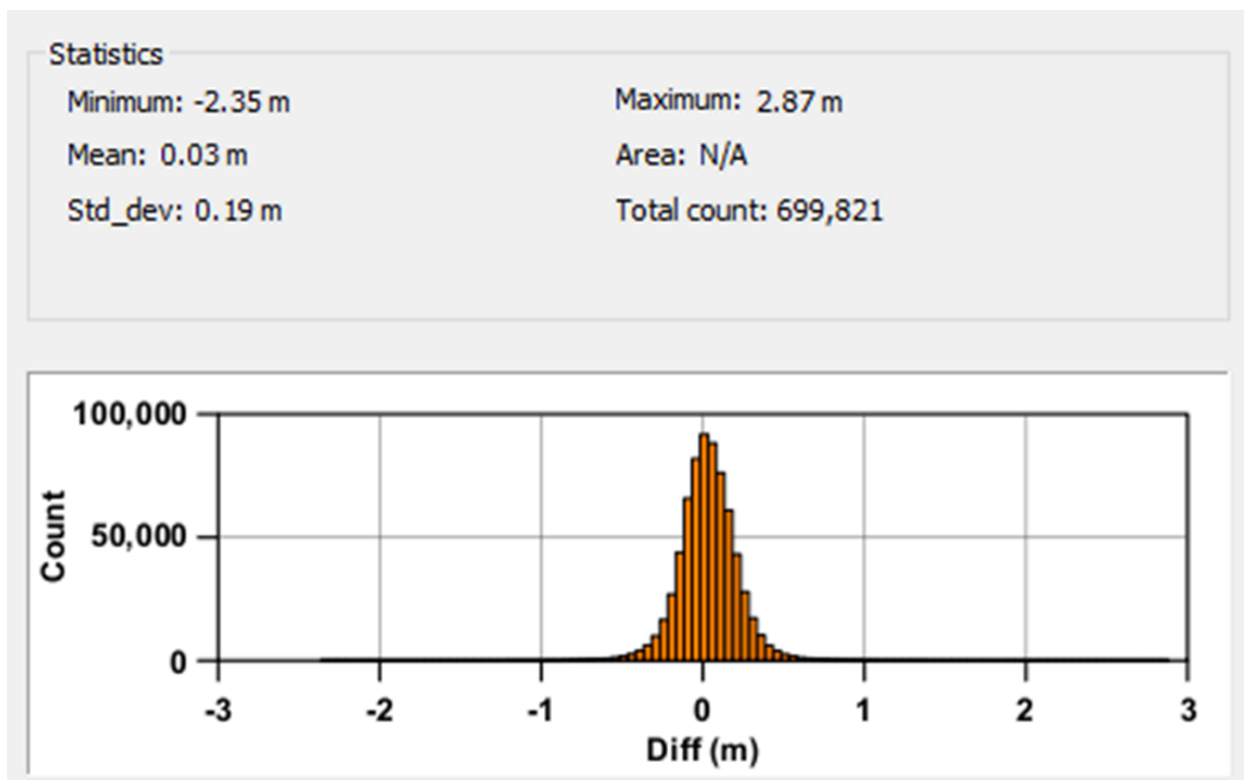 Statistics
Minimum: -2.35 m
Maximum: 2.87 m
Mean: 0.03 m
Area: N/A
Std_dev: 0.19 m
Total count: 699,821
100,000
50,000
0
Count
-3 -2 -1 0 1 2 3
Diff (m)